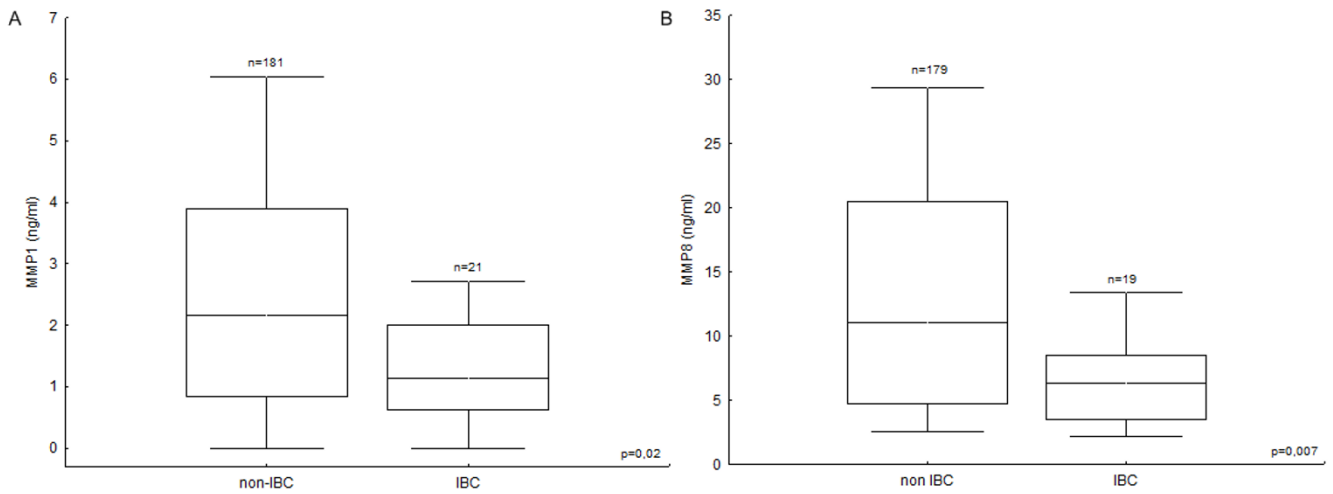 A
7
n=181
6
5
4
MMP1 (ng/ml)
3
n=21
2
1
0
p=0,02
non-IBC
IBC
B
35
n=179
30
25
20
MMP8 (ng/ml)
15
n=19
10
5
0
p=0,007
non IBC
IBC